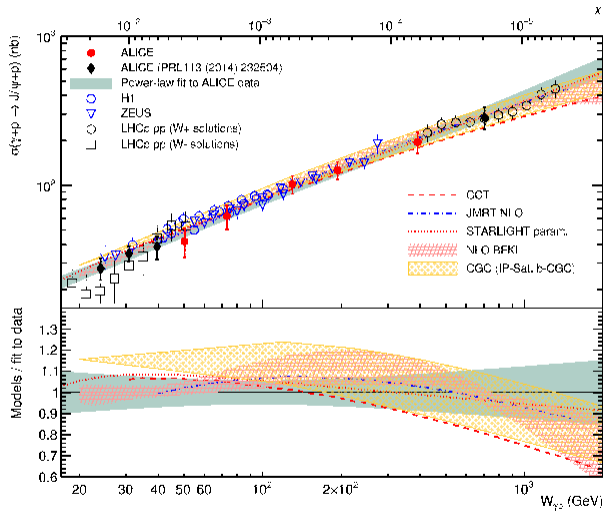 10⁻² 10⁻³ 10⁻⁴ 10⁻⁵ x
σ(γ+p → J/ψ+p) (nb)
10³
10²
ALICE
ALICE (PRL113 (2014) 232504)
Power-law fit to ALICE data
H1
ZEUS
LHCb pp (W+ solutions)
LHCb pp (W- solutions)
CCT
JMRT NLO
STARLIGHT param.
NLO BFKL
CGC (IP-Sat, b-CGC)
Models / fit to data
1.3
1.2
1.1
1
0.9
0.8
0.7
0.6
20 30 40 50 60 10² 2×10² 10³
W γp (GeV)